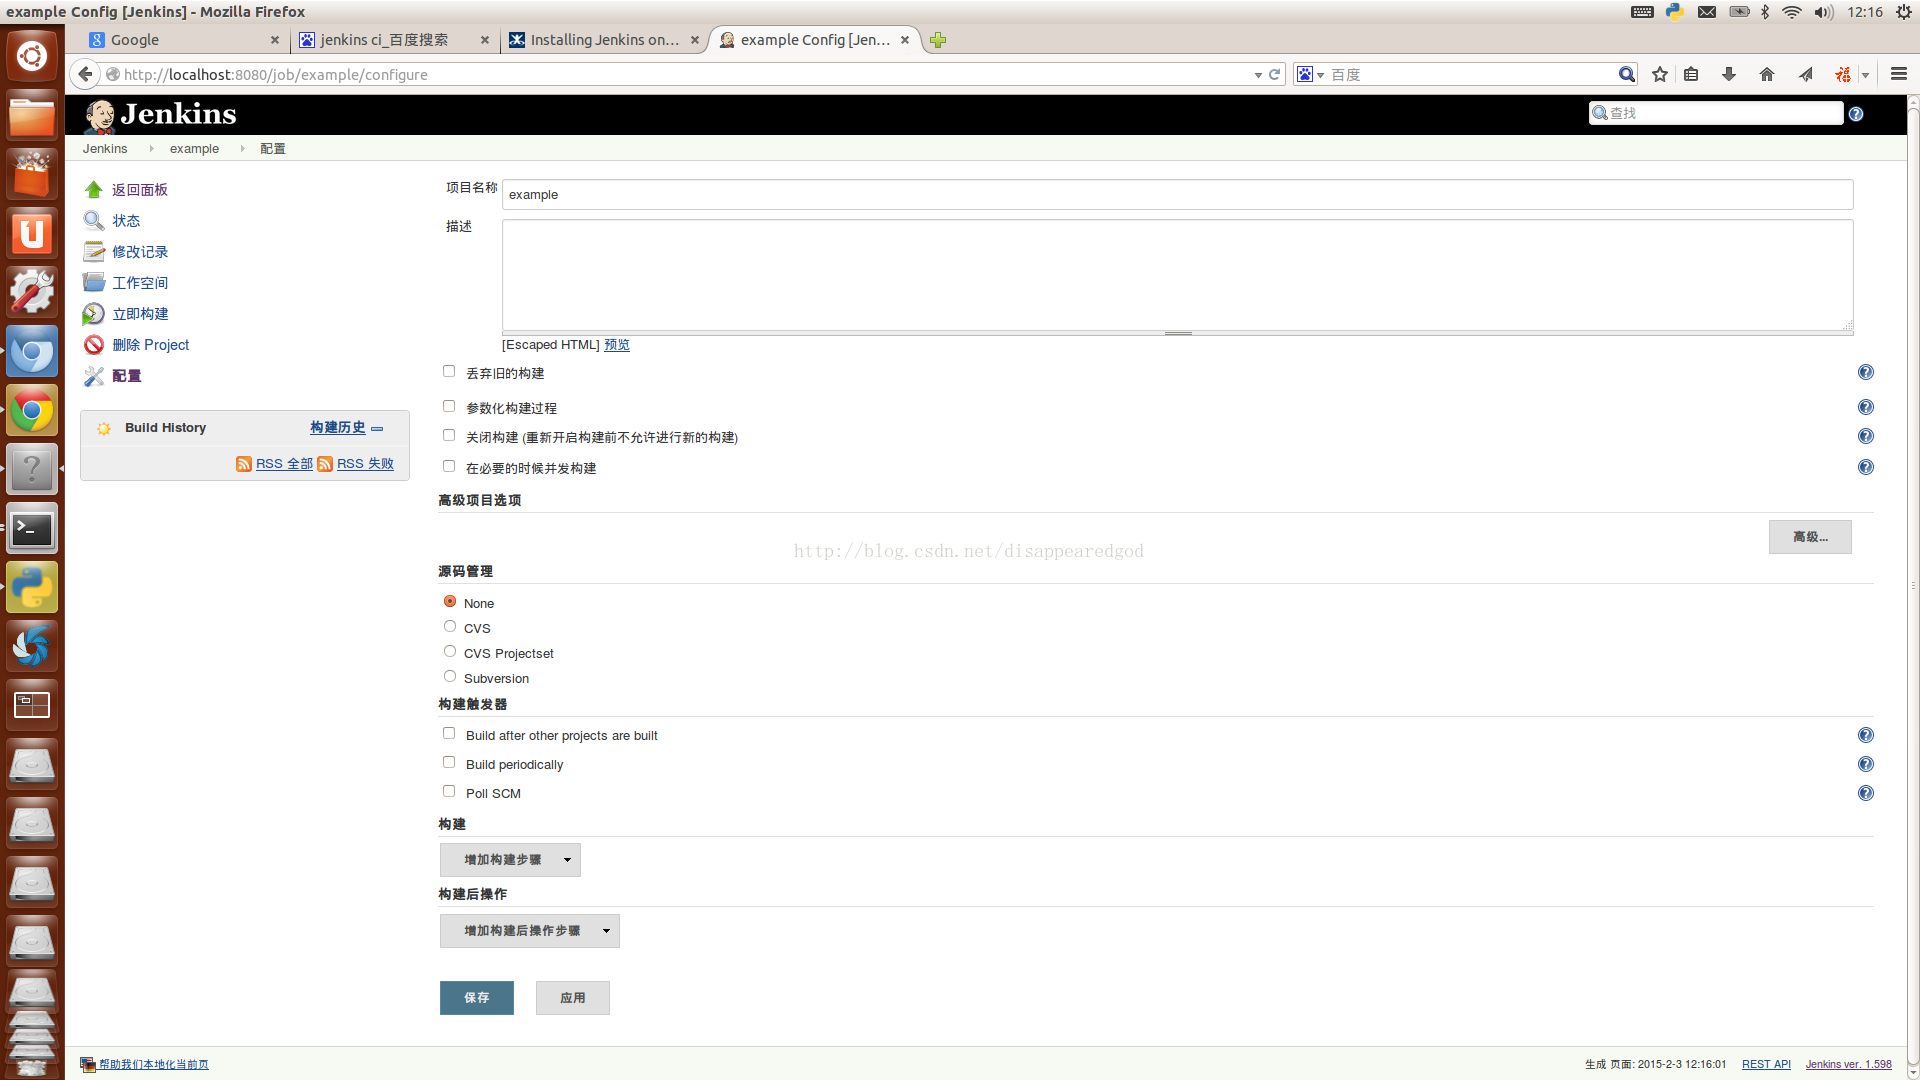 example Config [Jenkins] - Mozilla Firefox
12:16
Google
jenkins ci_百度搜索
Installing Jenkins on...
example Config [Jen...
http://localhost:8080/job/example/configure
百度
Jenkins
查找
Jenkins
example
配置
返回面板
状态
修改记录
工作空间
立即构建
删除 Project
配置
Build History
构建历史
RSS 全部
RSS 失败
项目名称
example
描述
[Escaped HTML] 预览
丢弃旧的构建
参数化构建过程
关闭构建 (重新开启构建前不允许进行新的构建)
在必要的时候并发构建
高级项目选项
高级...
http://blog.csdn.net/disappearedgod
源码管理
None
CVS
CVS Projectset
Subversion
构建触发器
Build after other projects are built
Build periodically
Poll SCM
构建
增加构建步骤
构建后操作
增加构建后操作步骤
保存
应用
帮助我们本地化当前页
生成 页面: 2015-2-3 12:16:01
REST API
Jenkins ver. 1.598